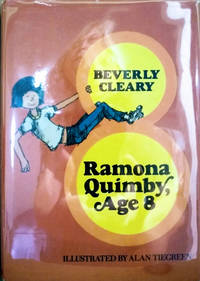 BEVERLY
CLEARY
Ramona
Quimby,
Age 8
ILLUSTRATED BY ALAN TIEGREEN